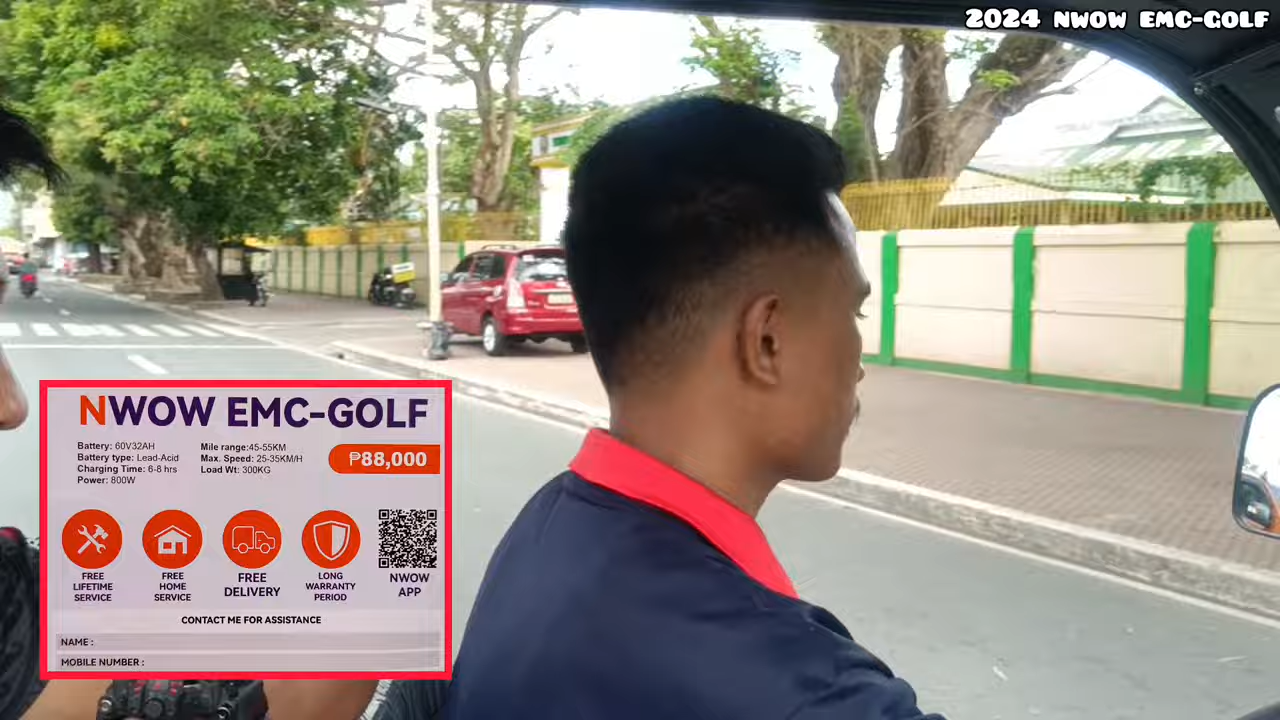 2024 NWOW EMC-GOLF
NWOW EMC-GOLF
Battery: 60V32AH
Battery type: Lead-Acid
Charging Time: 6-8 hrs
Power: 800W
Mile range:45-55KM
Max. Speed: 25-35KM/H
Load Wt: 300KG
₱88,000
FREE
LIFETIME
SERVICE
FREE
HOME
SERVICE
FREE
DELIVERY
LONG
WARRANTY
PERIOD
NWOW
APP
CONTACT ME FOR ASSISTANCE
NAME :
MOBILE NUMBER :